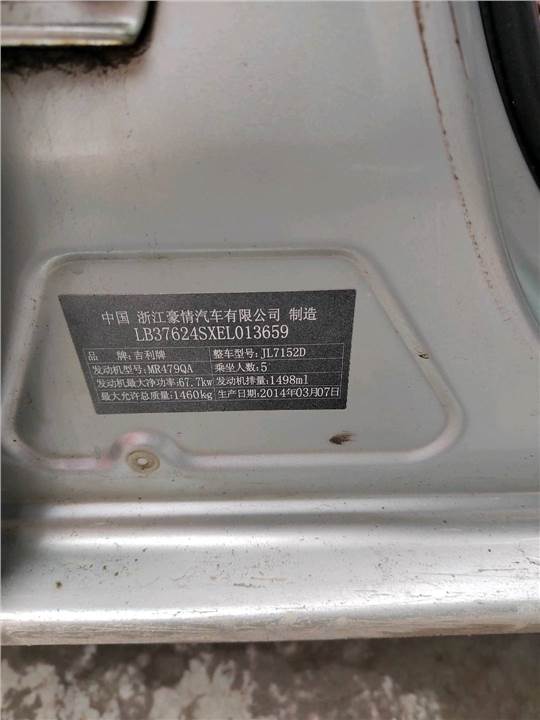 中国 浙江豪情汽车有限公司 制造
LB37624SXEL013659
品 牌:吉利牌 整车型号:JL7152D
发动机型号:MR479QA 乘坐人数:5
发动机最大净功率:67.7kw 发动机排量:1498ml
最大允许总质量:1460kg 生产日期:2014年03月07日